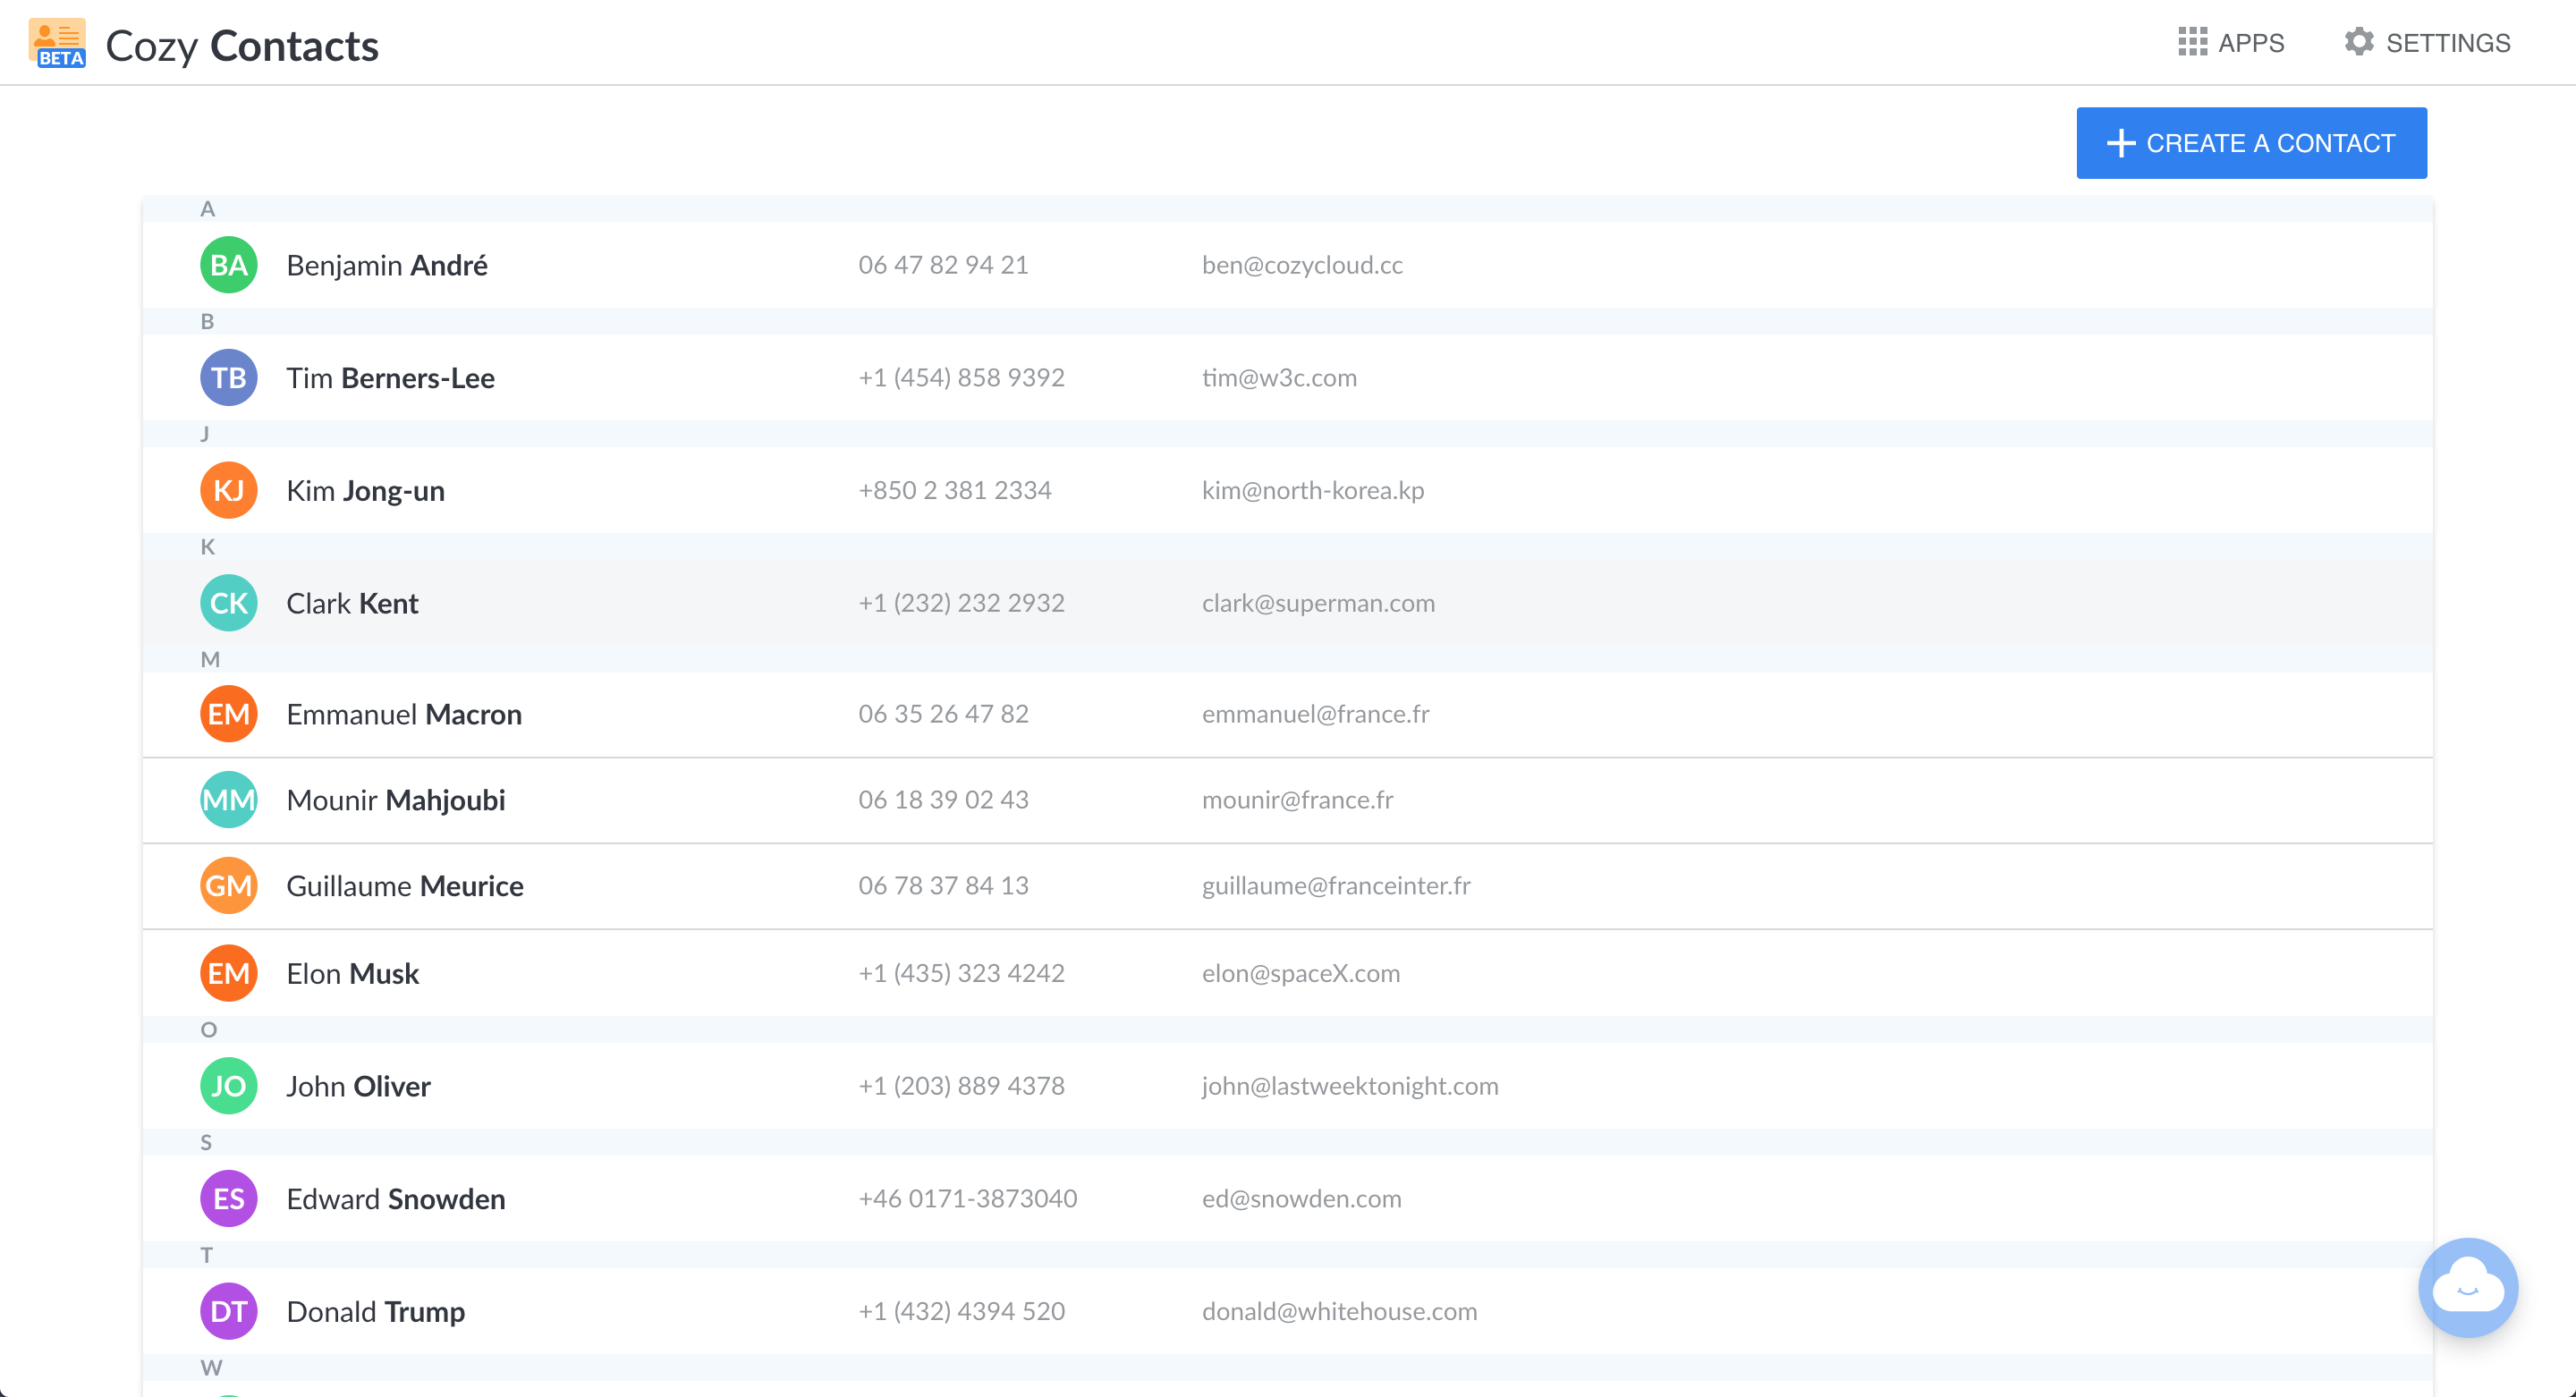 BETA Cozy Contacts APPS SETTINGS
CREATE A CONTACT
A
BA Benjamin André 06 47 82 94 21 ben@cozycloud.cc
B
TB Tim Berners-Lee +1 (454) 858 9392 tim@w3c.com
J
KJ Kim Jong-un +850 2 381 2334 kim@north-korea.kp
K
CK Clark Kent +1 (232) 232 2932 clark@superman.com
M
EM Emmanuel Macron 06 35 26 47 82 emmanuel@france.fr
MM Mounir Mahjoubi 06 18 39 02 43 mounir@france.fr
GM Guillaume Meurice 06 78 37 84 13 guillaume@franceinter.fr
EM Elon Musk +1 (435) 323 4242 elon@spaceX.com
O
JO John Oliver +1 (203) 889 4378 john@lastweektonight.com
S
ES Edward Snowden +46 0171-3873040 ed@snowden.com
T
DT Donald Trump +1 (432) 4394 520 donald@whitehouse.com
W